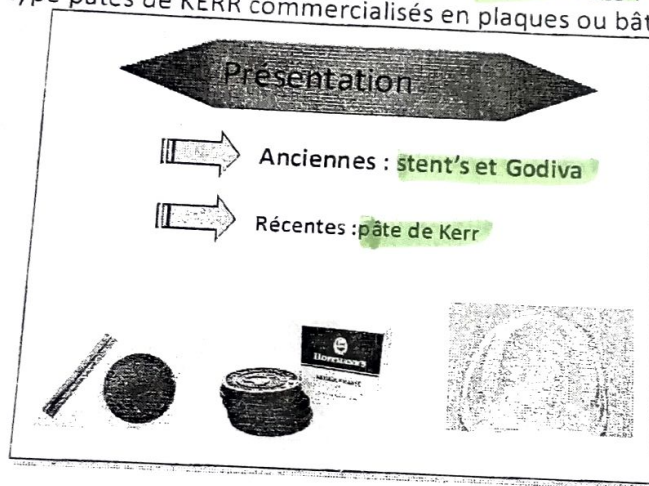 type pâtes de KERR commercialisés en plaques ou bât
Présentation
Anciennes : stent's et Godiva
Récentes :pâte de Kerr